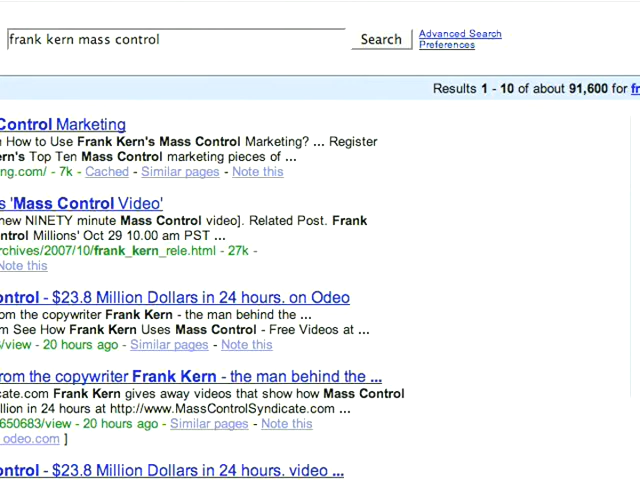 frank kern mass control
Search
Advanced Search
Preferences
Results 1 - 10 of about 91,600 for
Control Marketing
How to Use Frank Kern's Mass Control Marketing? ... Register
ern's Top Ten Mass Control marketing pieces of ...
ng.com/ - 7k - Cached - Similar pages - Note this
s 'Mass Control Video'
new NINETY minute Mass Control video]. Related Post. Frank
ntrol Millions' Oct 29 10.00 am PST ...
rchives/2007/10/frank_kern_rele.html - 27k -
Note this
ontrol - $23.8 Million Dollars in 24 hours. on Odeo
om the copywriter Frank Kern - the man behind the ...
m See How Frank Kern Uses Mass Control - Free Videos at ...
/view - 20 hours ago - Similar pages - Note this
rom the copywriter Frank Kern - the man behind the ...
cate.com Frank Kern gives away videos that show how Mass Control
llion in 24 hours at http://www.MassControlSyndicate.com ...
650683/view - 20 hours ago - Similar pages - Note this
odeo.com ]
ontrol - $23.8 Million Dollars in 24 hours. video ...